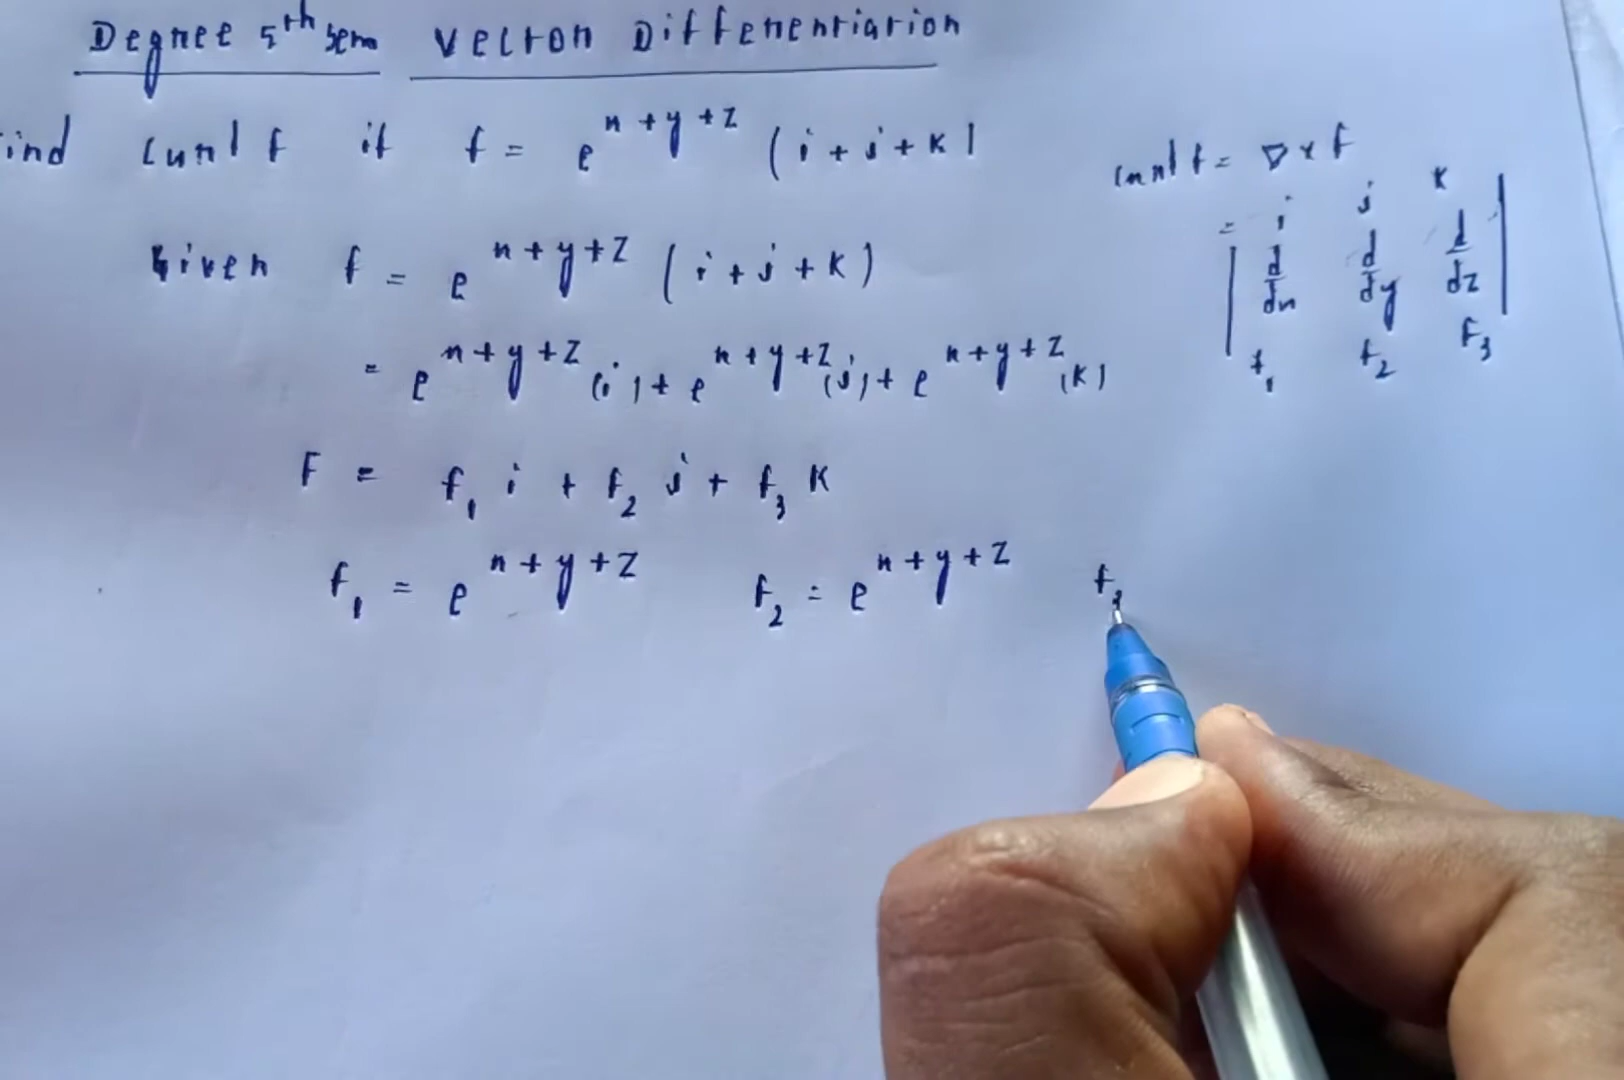 Degree 5th sem Vector Differentiation
ind curl f if f = e^x+y+z (i+j+k)
Given f = e^x+y+z (i+j+k)
= e^x+y+z (i) + e^x+y+z (j) + e^x+y+z (k)
F = f₁ i + f₂ j + f₃ k
f₁ = e^x+y+z f₂ = e^x+y+z f₃
curl f = ∇ × f
= i j k
d/dx d/dy d/dz
f₁ f₂ f₃